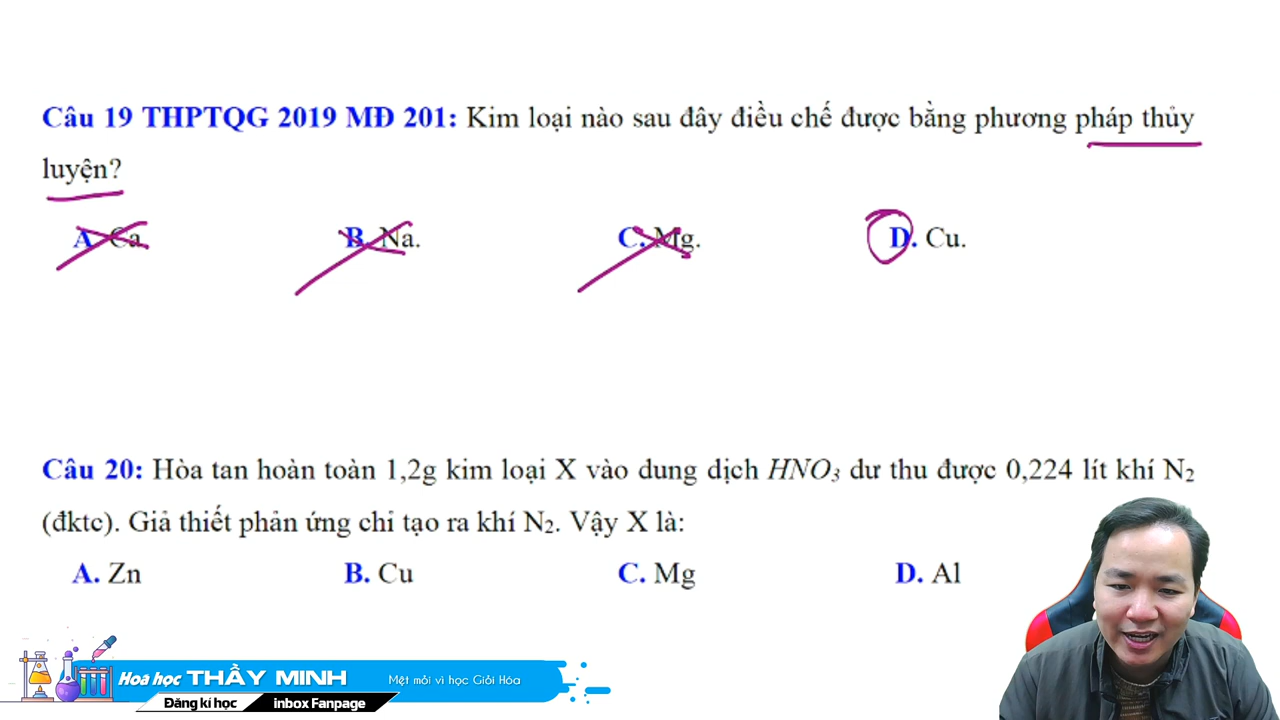 Câu 19 THPTQG 2019 MĐ 201: Kim loại nào sau đây điều chế được bằng phương pháp thủy
luyện?
A. Ca. B. Na. C. Mg. D. Cu.
Câu 20: Hòa tan hoàn toàn 1,2g kim loại X vào dung dịch HNO₃ dư thu được 0,224 lít khí N₂
(đktc). Giả thiết phản ứng chỉ tạo ra khí N₂. Vậy X là:
A. Zn B. Cu C. Mg D. Al
Hoá học THẦY MINH Mệt mỏi vì học Giỏi Hóa
Đăng kí học inbox Fanpage